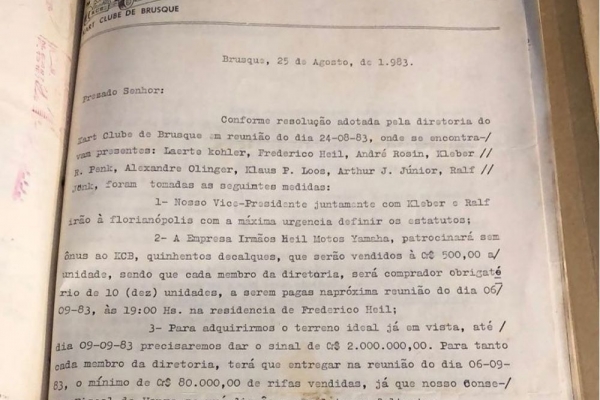 KART CLUBE DE BRUSQUE
Brusque, 25 de Agosto, de 1.983.
Prezado Senhor:
Conforme resolução adotada pela diretoria do
Kart Clube de Brusque em reunião do dia 24-08-83, onde se encontra-/
vam presentes: Laerte kohler, Frederico Heil, André Rosin, Kleber //
R. Penk, Alexandre Olinger, Klaus P. Loos, Arthur J. Júnior, Ralf //
Jönk, foram tomadas as seguintes medidas:
1- Nosso Vice-Presidente juntamente com Kleber e Ralf
irão à florianópolis com a máxima urgencia definir os estatutos;
2- A Empresa Irmãos Heil Motos Yamaha, patrocinará sem
ônus ao KCB, quinhentos decalques, que serão vendidos à Cr$ 500,00 a/
unidade, sendo que cada membro da diretoria, será comprador obrigató
rio de 10 (dez) unidades, a serem pagas napróxima reunião do dia 06/
09-83, às 19:00 Hs. na residencia de Frederico Heil;
3- Para adquirirmos o terreno ideal já em vista, até /
dia 09-09-83 precisaremos dar o sinal de Cr$ 2.000.000,00. Para tanto
cada membro da diretoria, terá que entregar na reunião do dia 06-09-
83, o mínimo de Cr$ 80.000,00 de rifas vendidas, já que nosso Conse-/